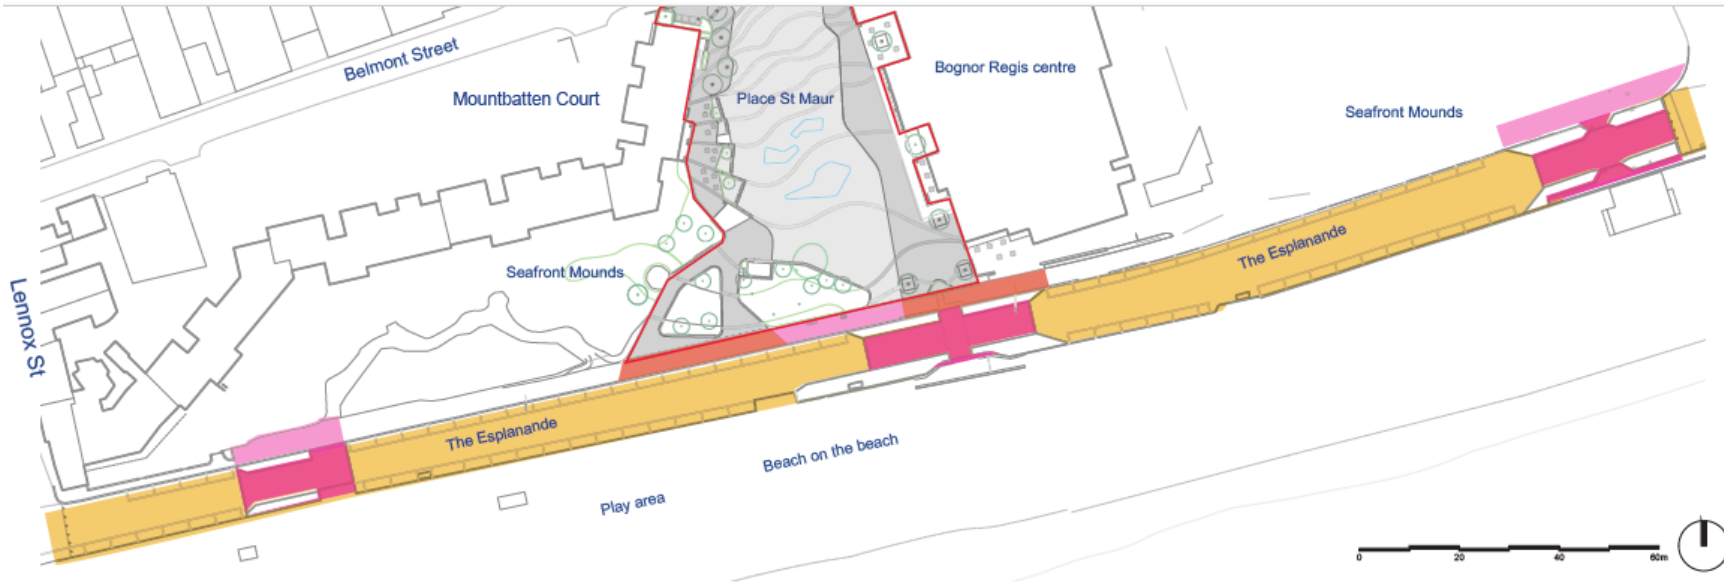 Belmont Street
Mountbatten Court
Place St Maur
Bognor Regis centre
Seafront Mounds
Seafront Mounds
Lennox St
The Esplanande
The Esplanande
Beach on the beach
Play area
0 20 40 60m